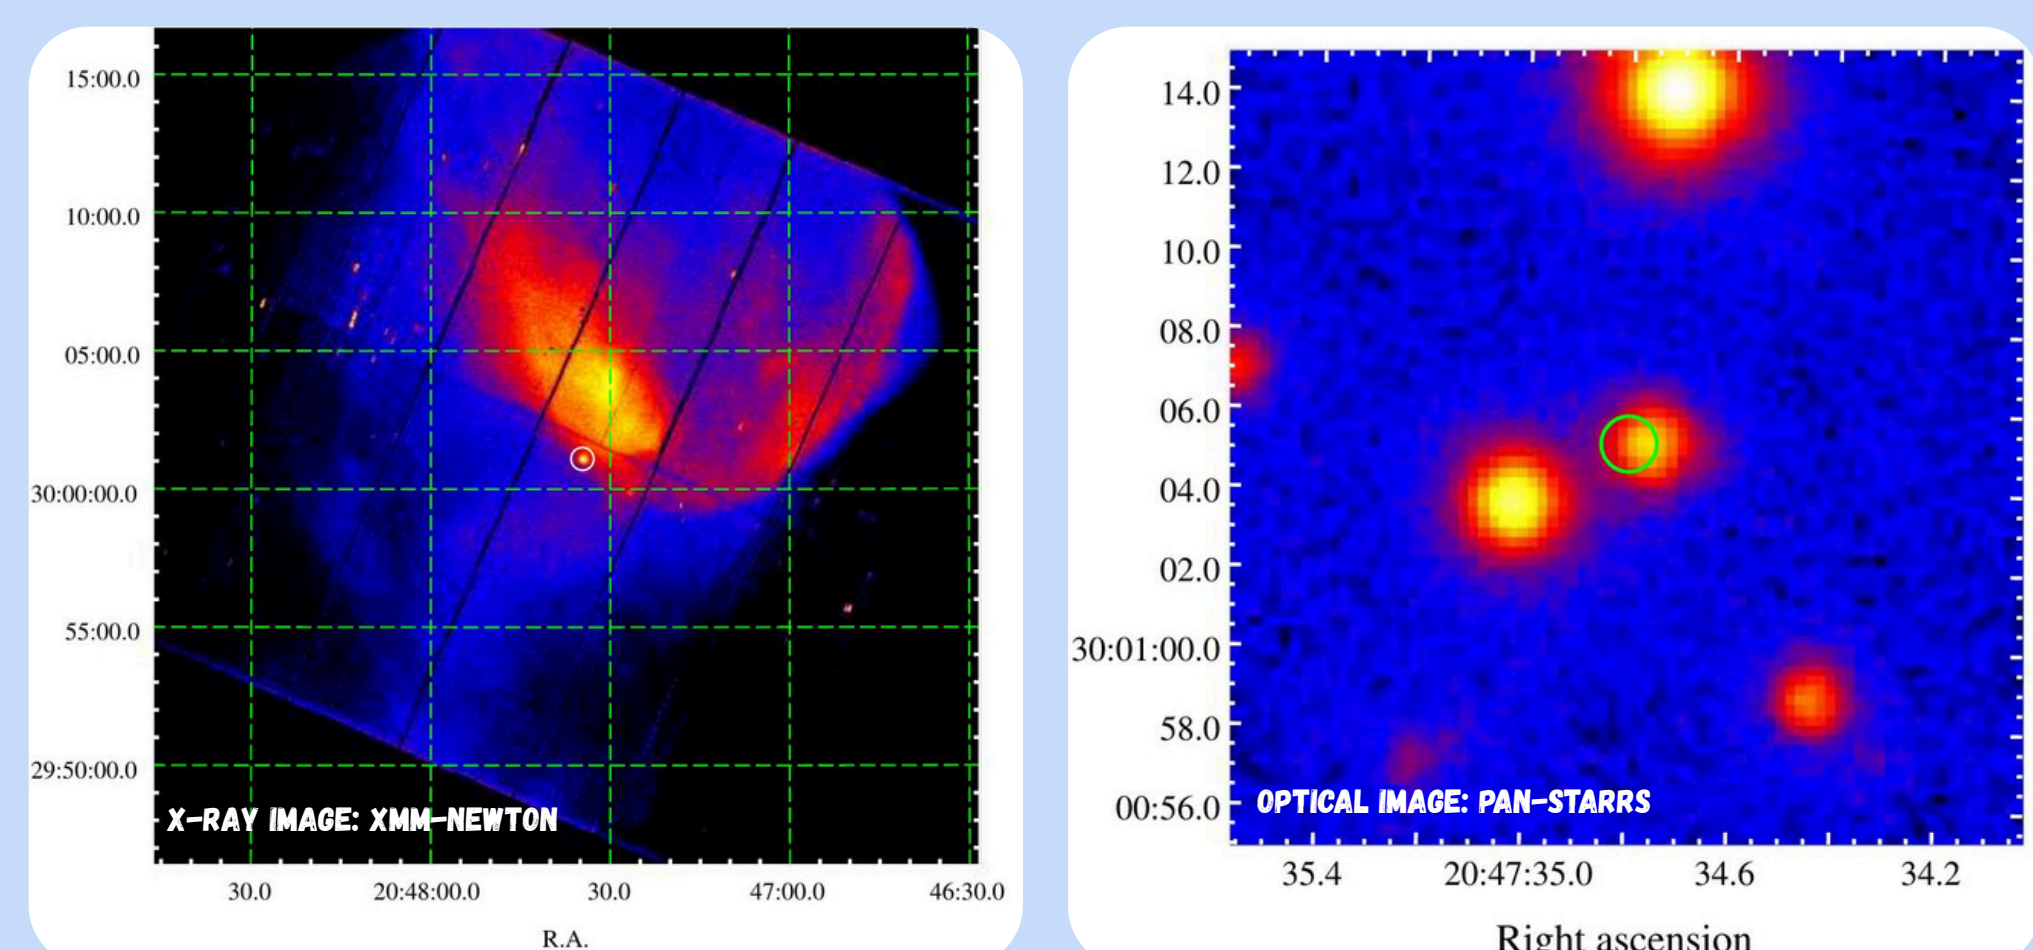 15:00.0
10:00.0
05:00.0
30:00:00.0
55:00.0
29:50:00.0
X-RAY IMAGE: XMM-NEWTON
30.0 20:48:00.0 30.0 47:00.0 46:30.0
R.A.
14.0
12.0
10.0
08.0
06.0
04.0
02.0
30:01:00.0
58.0
00:56.0
OPTICAL IMAGE: PAN-STARRS
35.4 20:47:35.0 34.6 34.2
Right ascension